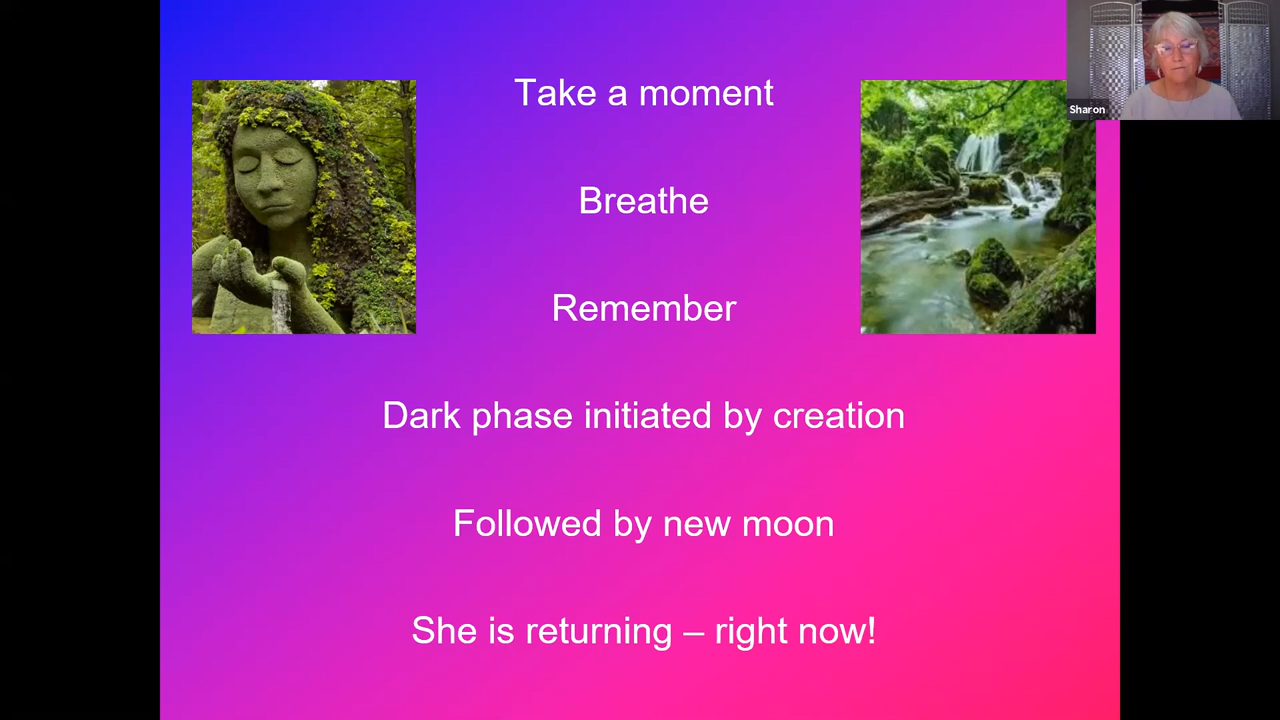 Take a moment
Breathe
Remember
Dark phase initiated by creation
Followed by new moon
She is returning – right now!
Sharon